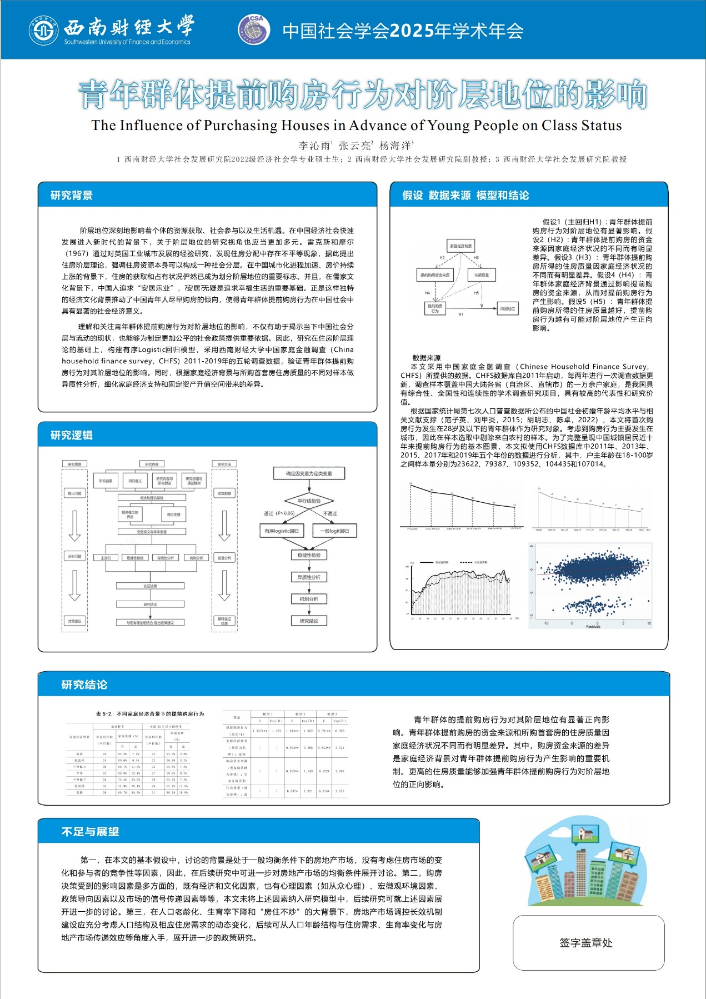 西南财经大学
Southwestern University of Finance and Economics
CSA
中国社会学会2025年学术年会
青年群体提前购房行为对阶层地位的影响
The Influence of Purchasing Houses in Advance of Young People on Class Status
李沁雨1 张云亮2 杨海洋3
1 西南财经大学社会发展研究院2022级经济社会学专业硕士生；2 西南财经大学社会发展研究院副教授；3 西南财经大学社会发展研究院教授
研究背景
阶层地位深刻地影响着个体的资源获取、社会参与以及生活机遇。在中国经济社会快速
发展进入新时代的背景下，关于阶层地位的研究视角也应当更加多元。雷克斯和摩尔
（1967）通过对英国工业城市发展的经验研究，发现住房分配中存在不平等现象，据此提出
住房阶层理论，强调住房资源本身可以构成一种社会分层。在中国城市化进程加速、房价持续
上涨的背景下，住房的获取和占有状况俨然已成为划分阶层地位的重要标志。并且，在儒家文
化背景下，中国人追求“安居乐业”，?安居?无疑是追求幸福生活的重要基础。正是这样独特
的经济文化背景推动了中国青年人尽早购房的倾向，使得青年群体提前购房行为在中国社会中
具有显著的社会经济意义。
理解和关注青年群体提前购房行为对阶层地位的影响，不仅有助于揭示当下中国社会分
层与流动的现状，也能够为制定更加公平的社会政策提供重要依据。因此，研究在住房阶层理
论的基础上，构建有序Logistic回归模型，采用西南财经大学中国家庭金融调查（China
household finance survey，CHFS）2011-2019年的五轮调查数据，验证青年群体提前购
房行为对其阶层地位的影响。同时，根据家庭经济背景与所购首套房住房质量的不同对样本做
异质性分析，细化家庭经济支持和固定资产升值空间带来的差异。
研究逻辑
研究思路
研究内容
研究方法
研究背景
研究意义
研究内容与
研究假设
研究思路与
理论框架
提出问题
收集数据
概念和理论基础
相关概念的
界定
理论支撑
变量定义与样本测量
分析问题
主回归
稳健性检验
异质性分析
机制分析
定量分析
实证结果
研究结论
对策建议
与现有理论相结合 提出政策建议
解释实证
结果
确定因变量为定类变量
平行线检验
通过（P>0.05）
不通过
有序logistic回归
一般logit回归
稳健性检验
异质性分析
机制分析
研究结论
假设 数据来源 模型和结论
家庭经济背景
H2
H3
提前购房资金来源
住房质量
H4
H5
提前购房
行为
阶层地位
H1
假设1（主回归H1）: 青年群体提前
购房行为对阶层地位有显著影响。假
设2（H2）: 青年群体提前购房的资金
来源因家庭经济状况的不同而有明显
差异。假设3（H3）: 青年群体提前购
房所得的住房质量因家庭经济状况的
不同而有明显差异。假设4（H4）: 青
年群体家庭经济背景通过影响提前购
房的资金来源，从而对提前购房行为
产生影响。假设5（H5）: 青年群体提
前购房所得的住房质量越好，提前购
房行为越有可能对阶层地位产生正向
影响。
数据来源
本文采用中国家庭金融调查（Chinese Household Finance Survey，
CHFS）所提供的数据。CHFS数据库自2011年启动，每两年进行一次调查数据更
新，调查样本覆盖中国大陆各省（自治区、直辖市）的一万余户家庭，是我国具
有综合性、全国性和连续性的学术调查研究项目，具有较高的代表性和研究价
值。
根据国家统计局第七次人口普查数据所公布的中国社会初婚年龄平均水平与相
关文献支撑（范子英、刘甲炎，2015；胡明志、陈卓，2022），本文将首次购
房行为发生在28岁及以下的青年群体作为研究对象。考虑到购房行为主要发生在
城市，因此在样本选取中剔除来自农村的样本。为了完整呈现中国城镇居民近十
年来提前购房行为的基本图景，本文拟使用CHFS数据库中2011年、2013年、
2015、2017年和2019年五个年份的数据进行分析，其中，户主年龄在18-100岁
之间样本量分别为23622、79387、109352、104435和107014。
有家庭资助
无家庭资助
22 23 24 25 26 27 28 29 30 31 32 33 34 35
5
0
-5
-10
-10 -5 0 5 10
Residuals
研究结论
表 5-2. 不同家庭经济背景下的提前购房行为
家庭经济背景
全部样本
年龄 35 岁以下的样本
首套房年龄
（中位数）
家庭资助（%）
有 无
富裕 24 92.3% 7.7% 22 97.2% 2.8%
较富裕 24 90.6% 9.4% 22 96.8% 3.2%
中等偏上
中等 31 86.9% 13.1% 27 90.8% 9.2%
中等偏下
较贫困
贫困
变量
模型 1 模型 2 模型 3
β Exp(β) β Exp(β) β Exp(β)
提前购房行为
（发生=1）
家庭经济背景
（贫困为参
照）：富裕
购房资金来源
（无家庭资助
为参照）：完
全家庭资助
住房质量（低
为参照）：高
青年群体的提前购房行为对其阶层地位有显著正向影
响。青年群体提前购房的资金来源和所购首套房的住房质量因
家庭经济状况不同而有明显差异。其中，购房资金来源的差异
是家庭经济背景对青年群体提前购房行为产生影响的重要机
制。更高的住房质量能够加强青年群体提前购房行为对阶层地
位的正向影响。
不足与展望
第一，在本文的基本假设中，讨论的背景是处于一般均衡条件下的房地产市场，没有考虑住房市场的变
化和参与者的竞争性等因素，因此，在后续研究中可进一步对房地产市场的均衡条件展开讨论。第二，购房
决策受到的影响因素是多方面的，既有经济和文化因素，也有心理因素（如从众心理）、宏微观环境因素、
政策导向因素以及市场的信号传递因素等等，本文未将上述因素纳入研究模型中，后续研究可就上述因素展
开进一步的讨论。第三，在人口老龄化、生育率下降和“房住不炒”的大背景下，房地产市场调控长效机制
建设应充分考虑人口结构及相应住房需求的动态变化，后续可从人口年龄结构与住房需求、生育率变化与房
地产市场传递效应等角度入手，展开进一步的政策研究。
签字盖章处